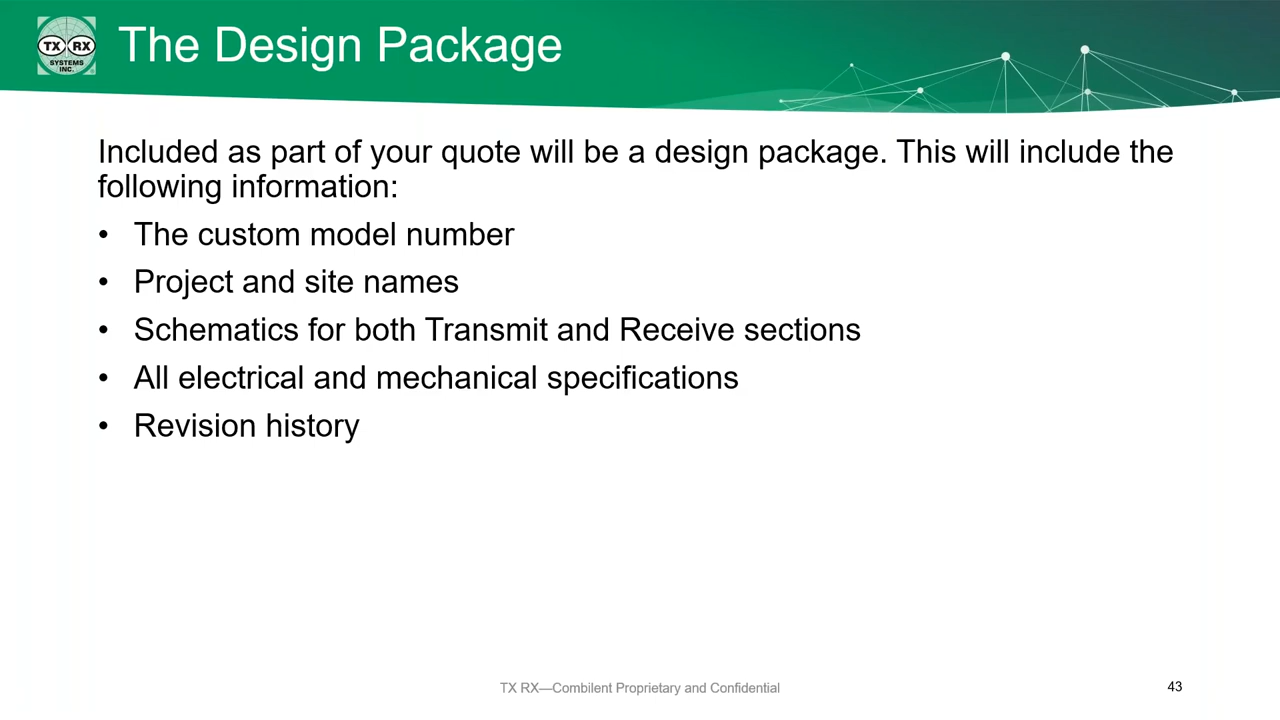 TX RX
SYSTEMS
INC.
The Design Package
Included as part of your quote will be a design package. This will include the
following information:
• The custom model number
• Project and site names
• Schematics for both Transmit and Receive sections
• All electrical and mechanical specifications
• Revision history
TX RX—Combilent Proprietary and Confidential
43